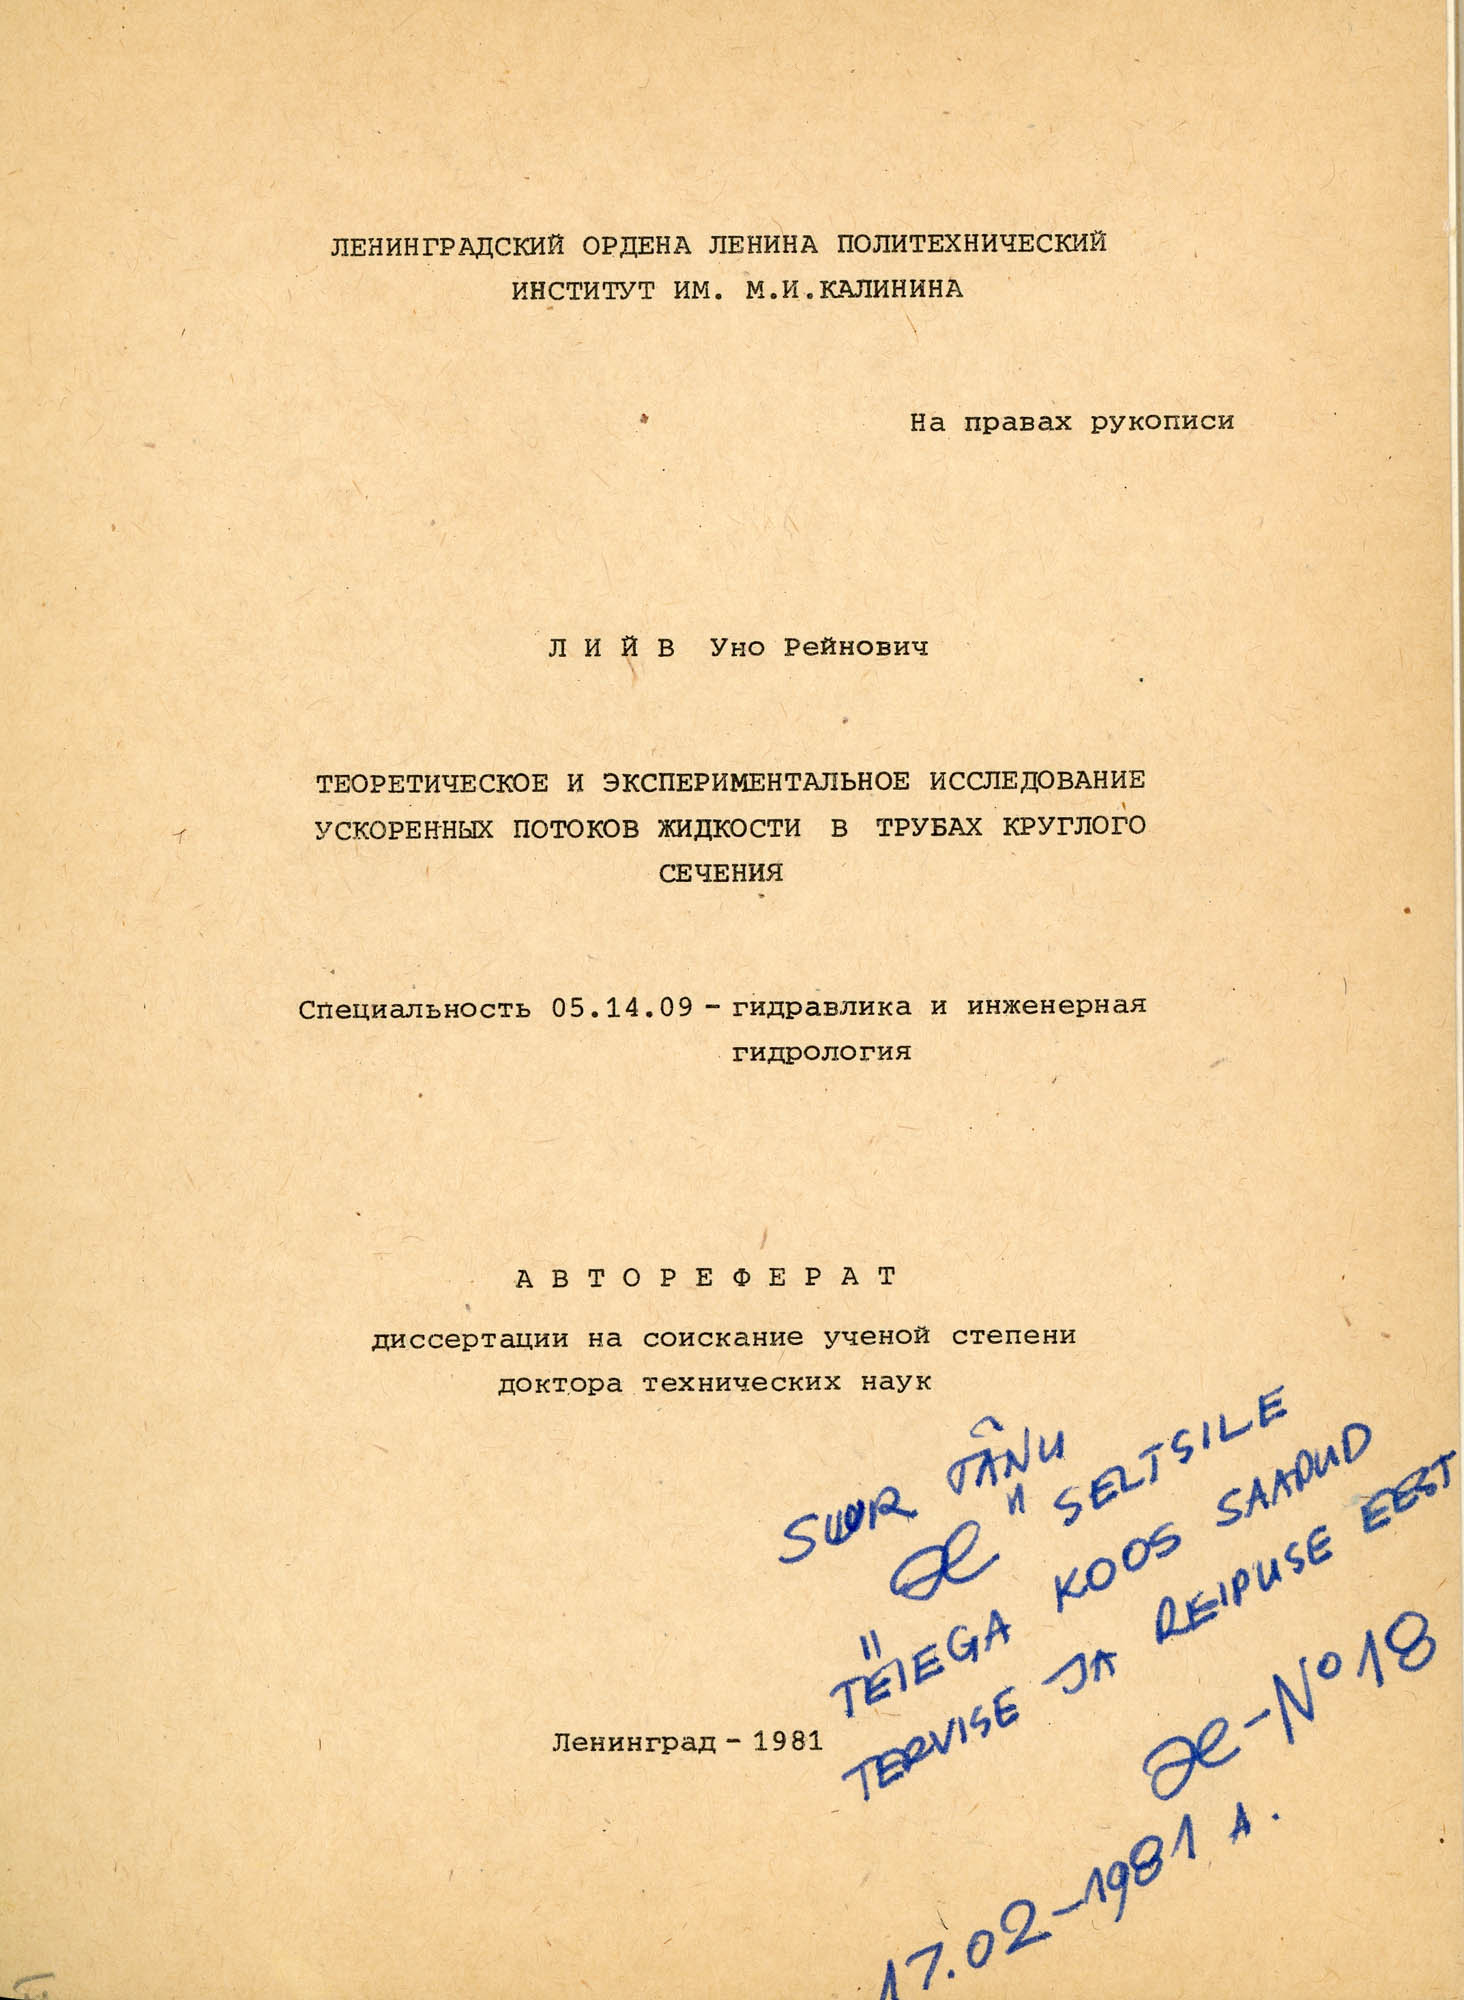 ЛЕНИНГРАДСКИЙ ОРДЕНА ЛЕНИНА ПОЛИТЕХНИЧЕСКИЙ
ИНСТИТУТ ИМ. М.И.КАЛИНИНА
На правах рукописи
Л И Й В Уно Рейнович
ТЕОРЕТИЧЕСКОЕ И ЭКСПЕРИМЕНТАЛЬНОЕ ИССЛЕДОВАНИЕ
УСКОРЕННЫХ ПОТОКОВ ЖИДКОСТИ В ТРУБАХ КРУГЛОГО
СЕЧЕНИЯ
Специальность 05.14.09 – гидравлика и инженерная
гидрология
А В Т О Р Е Ф Е Р А Т
диссертации на соискание ученой степени
доктора технических наук
SUUR TÄNU
SELTSILE
TEIEGA KOOS SAADUD
TERVISE JA REIPUSE EEST
№ 18
17.02–1981 A.
Ленинград – 1981